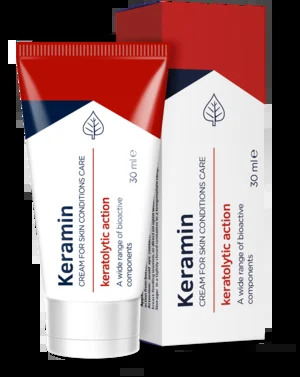 Keramin
CREAM FOR SKIN CONDITIONS CARE
keratolytic action
A wide range of bioactive
components
30 ml ℮
Keramin
CREAM FOR SKIN CONDITIONS CARE
keratolytic action
A wide range of bioactive
components
30 ml ℮